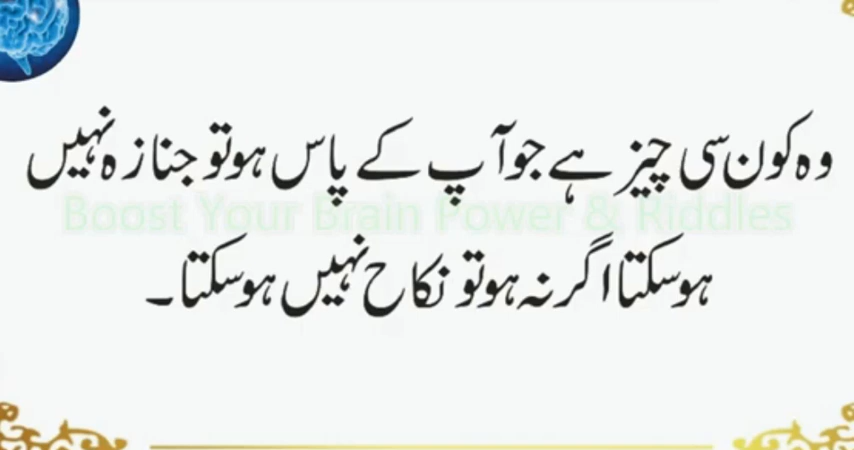 وہ کون سی چیز ہے جو آپ کے پاس ہو تو جنازہ نہیں
Boost Your Brain Power & Riddles
ہو سکتا اگر نہ ہو تو نکاح نہیں ہو سکتا۔